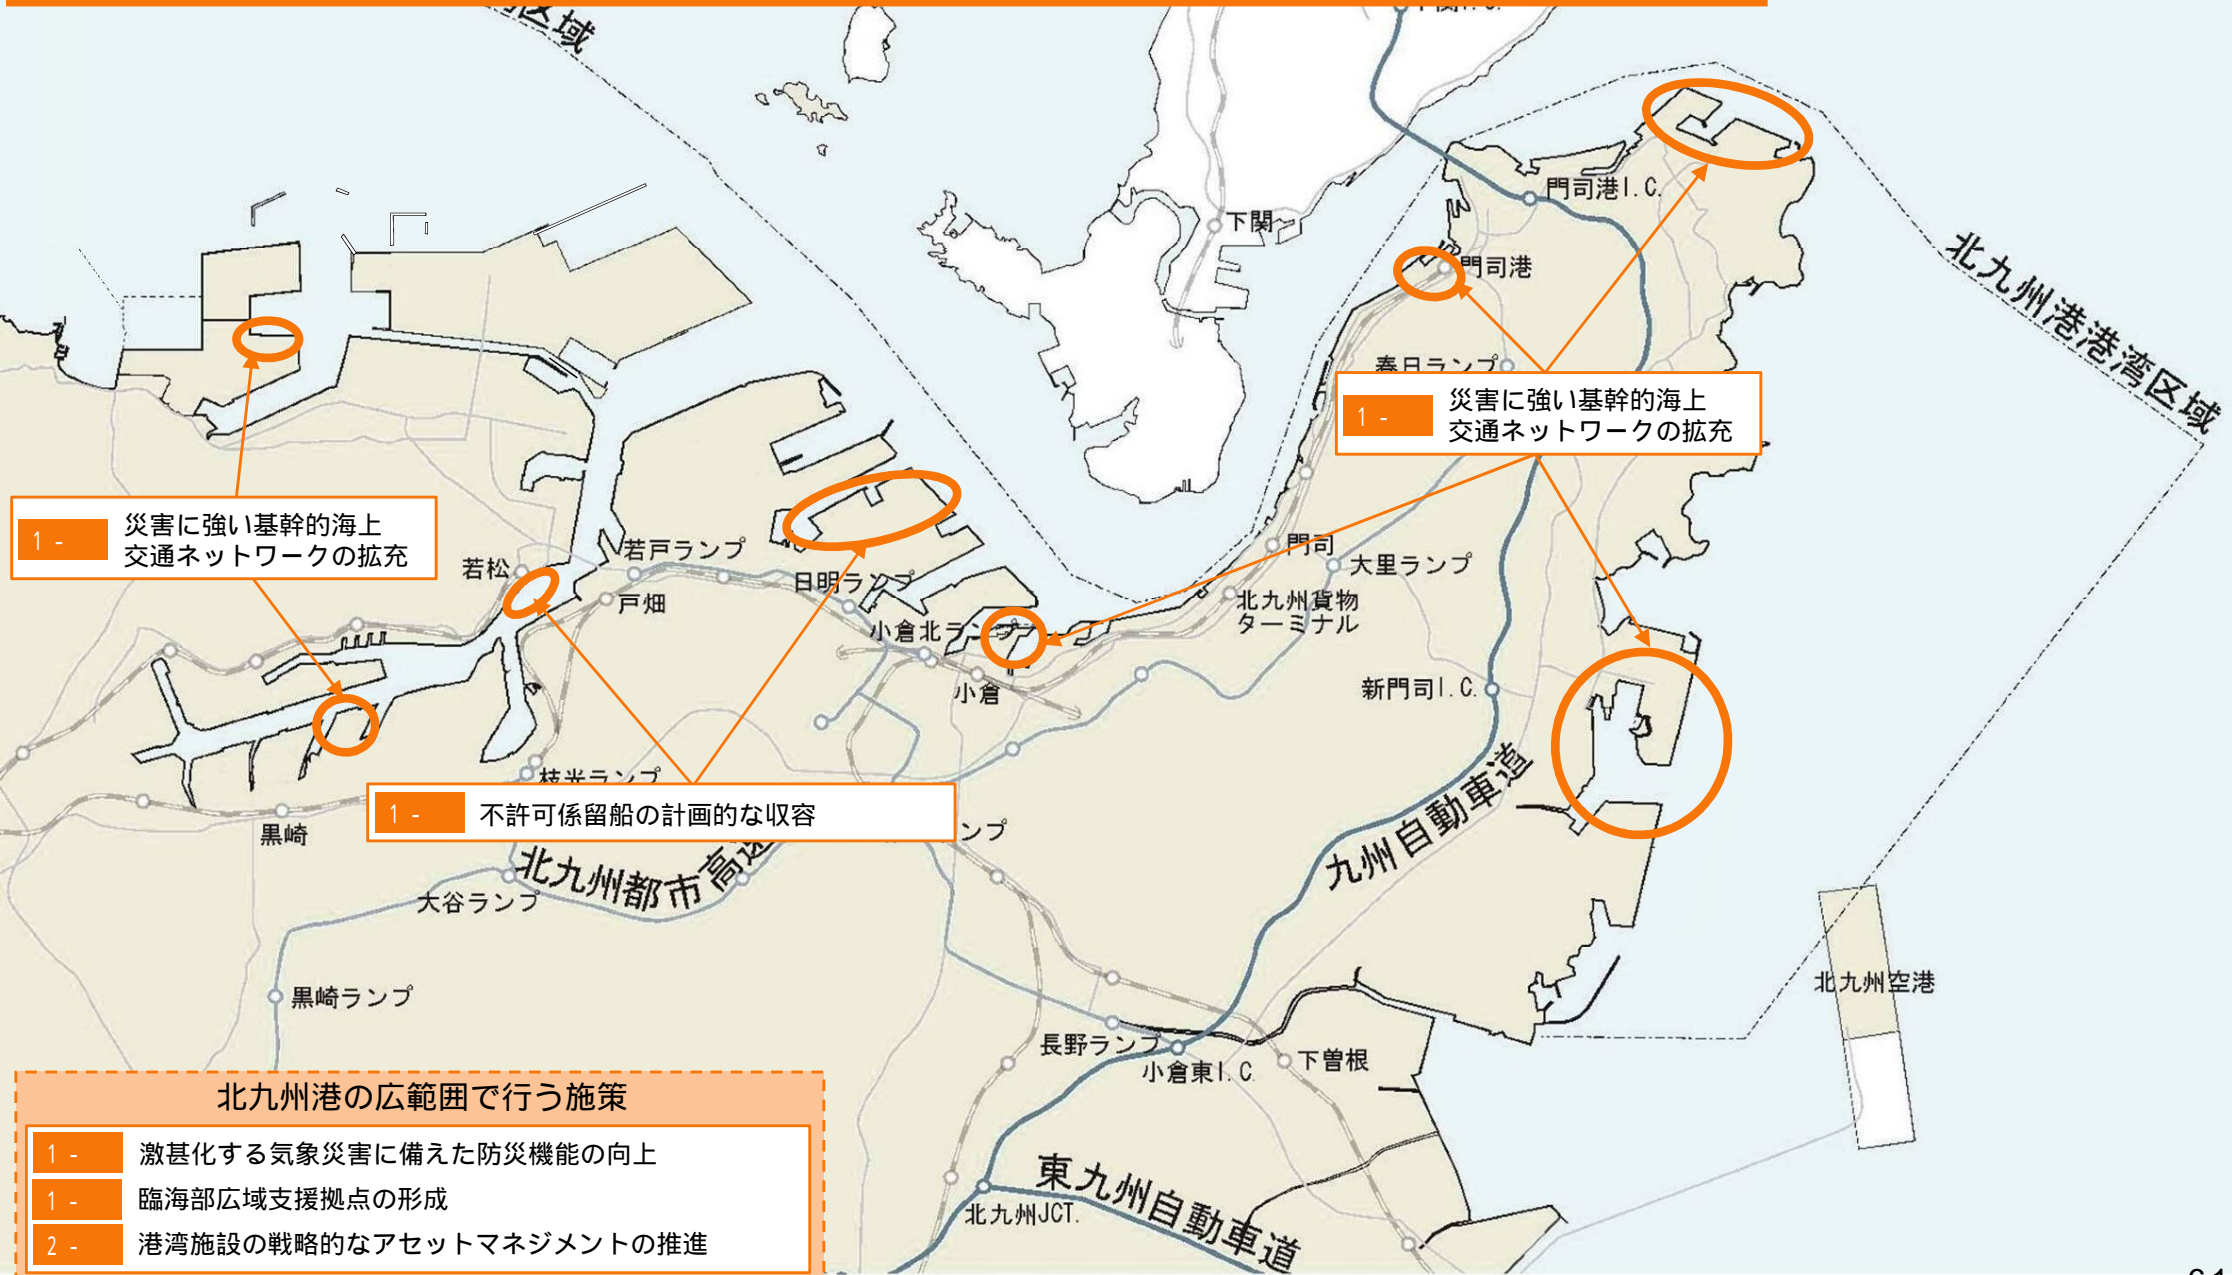 区域
下関
門司港I.C.
門司港
北九州港港湾区域
春日ランプ
1 -
災害に強い基幹的海上
交通ネットワークの拡充
1 -
災害に強い基幹的海上
交通ネットワークの拡充
若松
若戸ランプ
戸畑
日明ランプ
小倉北ランプ
小倉
門司
大里ランプ
北九州貨物
ターミナル
新門司I.C.
枝光ランプ
1 -
不許可係留船の計画的な収容
ンプ
黒崎
北九州都市高速
大谷ランプ
九州自動車道
黒崎ランプ
北九州空港
長野ランプ
小倉東I.C
下曽根
北九州港の広範囲で行う施策
1 -
激甚化する気象災害に備えた防災機能の向上
1 -
臨海部広域支援拠点の形成
2 -
港湾施設の戦略的なアセットマネジメントの推進
東九州自動車道
北九州JCT.